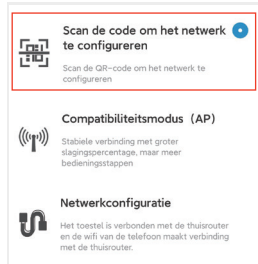 Scan de code om het netwerk
te configureren
Scan de QR-code om het netwerk te
configureren
Compatibiliteitsmodus（AP）
Stabiele verbinding met groter
slagingspercentage, maar meer
bedieningsstappen
Netwerkconfiguratie
Het toestel is verbonden met de thuisrouter
en de wifi van de telefoon maakt verbinding
met de thuisrouter.